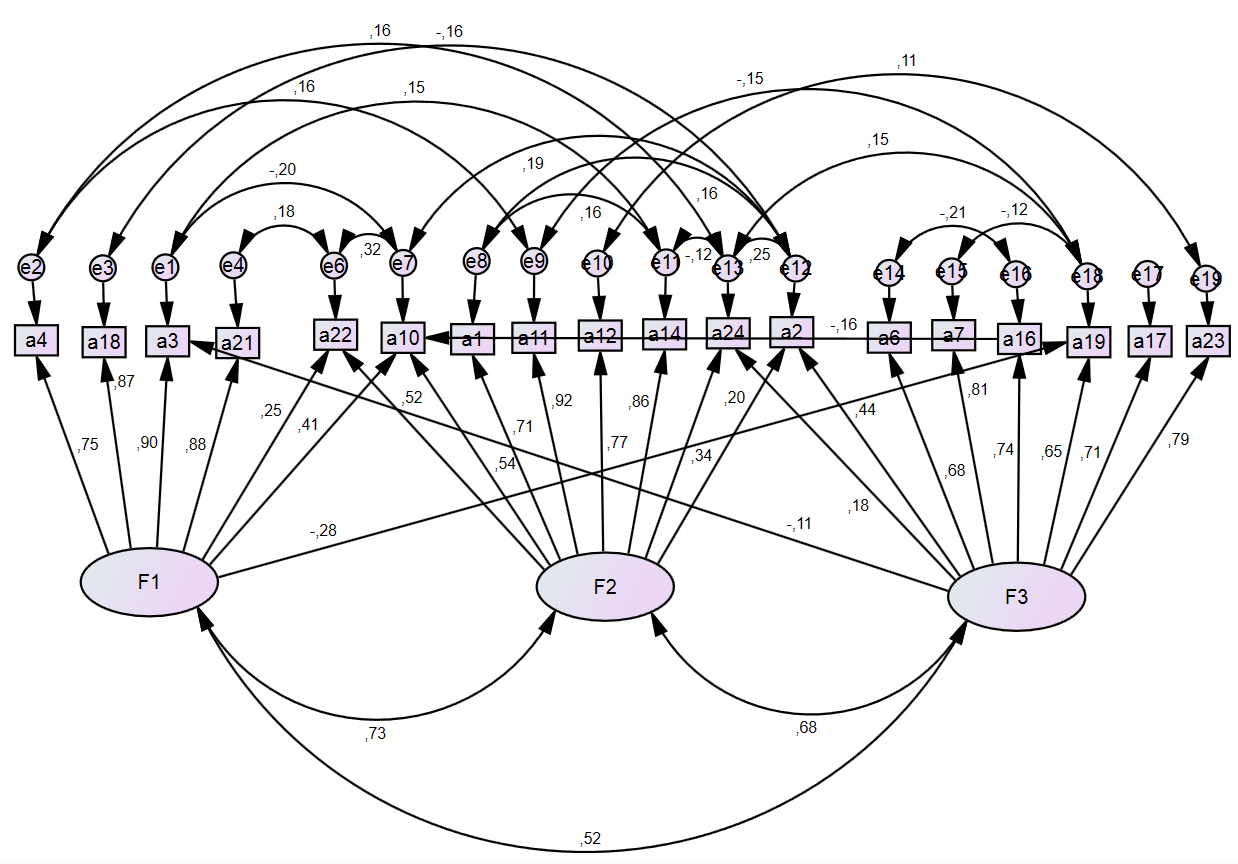 ,16 -,16
,11
-,15
,16 ,15
,15
-,20 ,19
,18 ,16 ,16 -,21 -,12
,32 -,12 ,25
e2 e3 e1 e4 e6 e7 e8 e9 e10 e11 e13 e12 e14 e15 e16 e18 e17 e19
a4 a18 a3 a21 a22 a10 a1 a11 a12 a14 a24 a2 -,16 a6 a7 a16 a19 a17 a23
,87 ,52 ,92 ,86 ,20 ,81
,25 ,41 ,71 ,44
,75 ,90 ,88 ,77 ,74 ,65 ,71 ,79
,54 ,34 ,68
-,28 -,11 ,18
F1 F2 F3
,73 ,68
,52